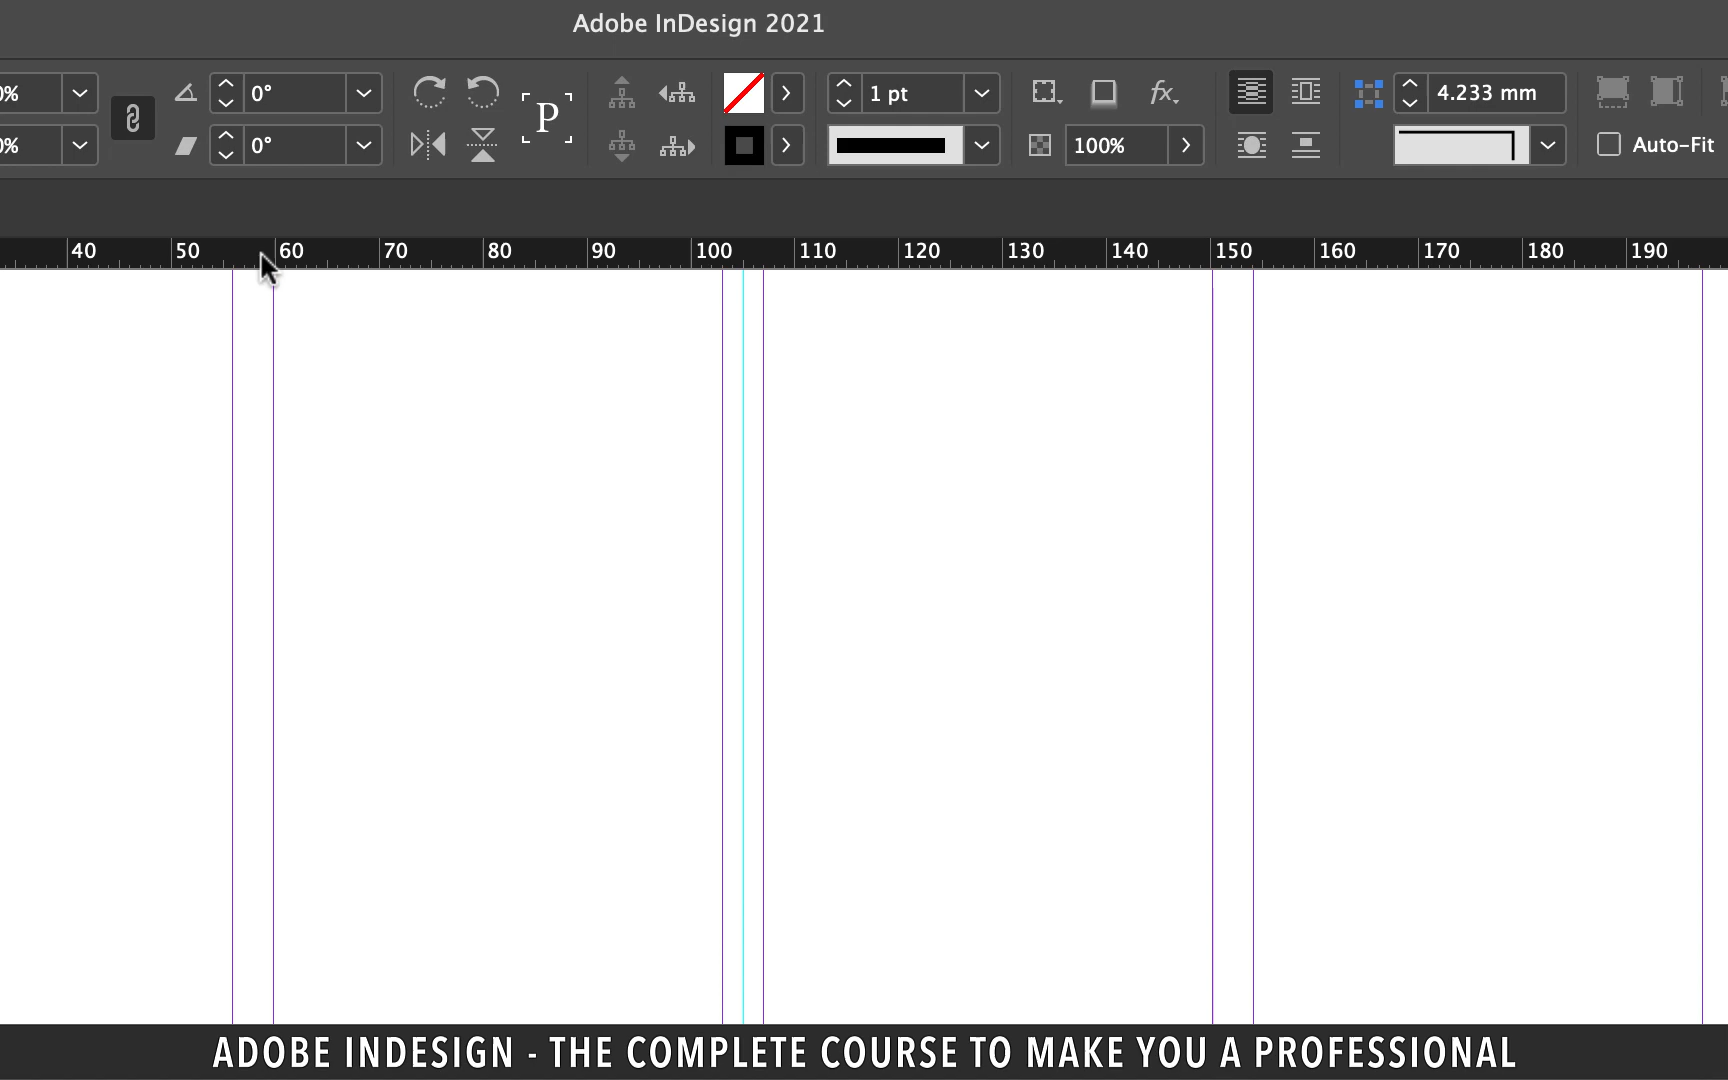 Adobe InDesign 2021
0% 0° P 1 pt fx 4.233 mm
0% 0° 100% Auto-Fit
40 50 60 70 80 90 100 110 120 130 140 150 160 170 180 190
ADOBE INDESIGN - THE COMPLETE COURSE TO MAKE YOU A PROFESSIONAL